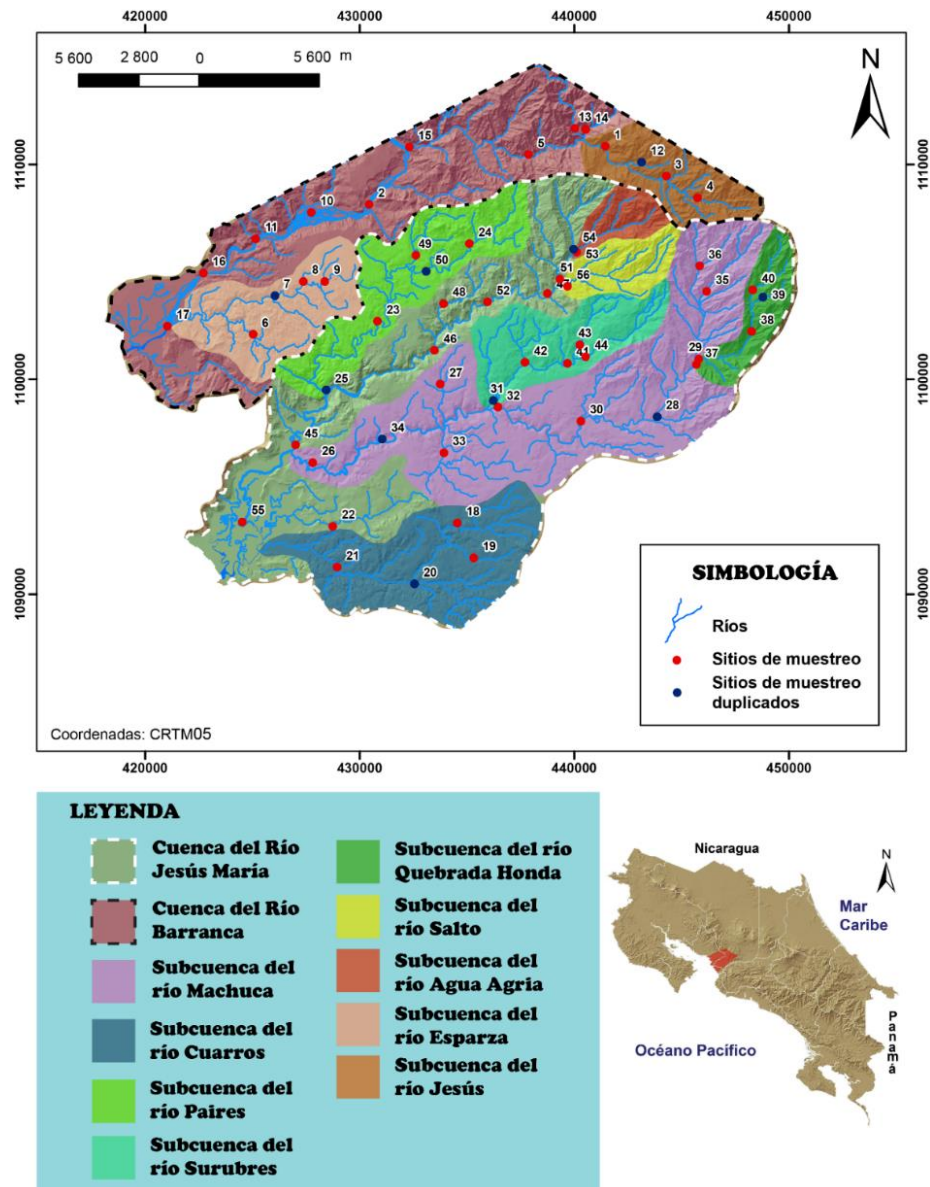 420000 430000 440000 450000
5 600 2 800 0 5 600 m
N
1110000
1100000
1090000
1110000
1100000
1090000
13 14
15
5
1
12
3
4
2
10
11
16
17
7
8
9
6
49
50
24
54
53
51
56
47
48
52
23
46
36
35
40
39
38
43
44
41
42
29
37
25
27
31
32
30
28
34
33
45
26
55
22
18
19
21
20
SIMBOLOGÍA
Ríos
Sitios de muestreo
Sitios de muestreo
duplicados
Coordenadas: CRTM05
420000 430000 440000 450000
LEYENDA
Cuenca del Río
Jesús María
Cuenca del Río
Barranca
Subcuenca del
río Machuca
Subcuenca del
río Cuarros
Subcuenca del
río Paires
Subcuenca del
río Surubres
Subcuenca del río
Quebrada Honda
Subcuenca del
río Salto
Subcuenca del
río Agua Agria
Subcuenca del
río Esparza
Subcuenca del
río Jesús
Nicaragua
N
Mar
Caribe
Panamá
Océano Pacífico